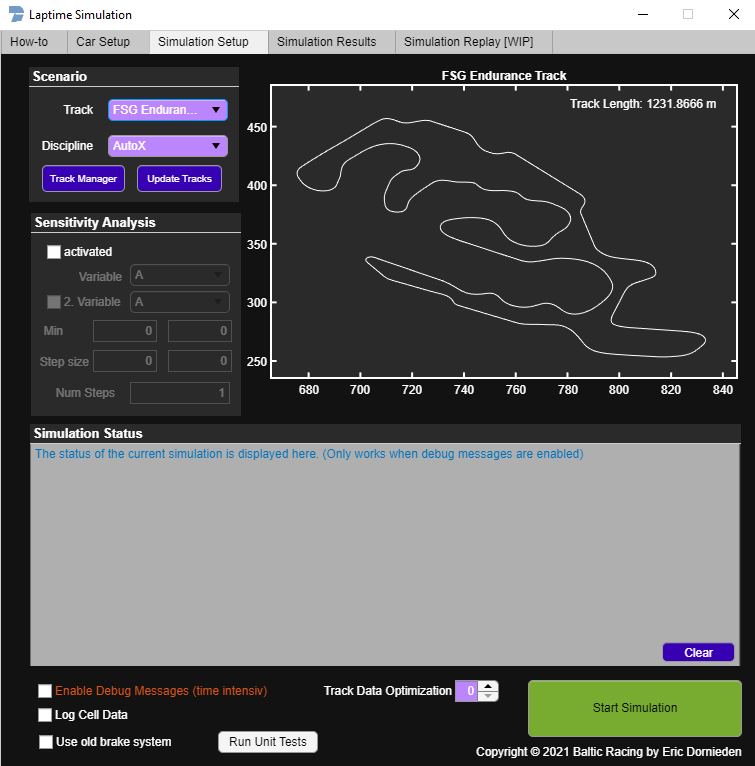 Laptime Simulation
How-to Car Setup Simulation Setup Simulation Results Simulation Replay [WIP]
Scenario
Track FSG Enduran...
Discipline AutoX
Track Manager Update Tracks
Sensitivity Analysis
activated
Variable A
2. Variable A
Min 0 0
Step size 0 0
Num Steps 1
FSG Endurance Track
Track Length: 1231.8666 m
450
400
350
300
250
680 700 720 740 760 780 800 820 840
Simulation Status
The status of the current simulation is displayed here. (Only works when debug messages are enabled)
Clear
Enable Debug Messages (time intensiv)
Log Cell Data
Use old brake system
Run Unit Tests
Track Data Optimization 0
Start Simulation
Copyright © 2021 Baltic Racing by Eric Dornieden